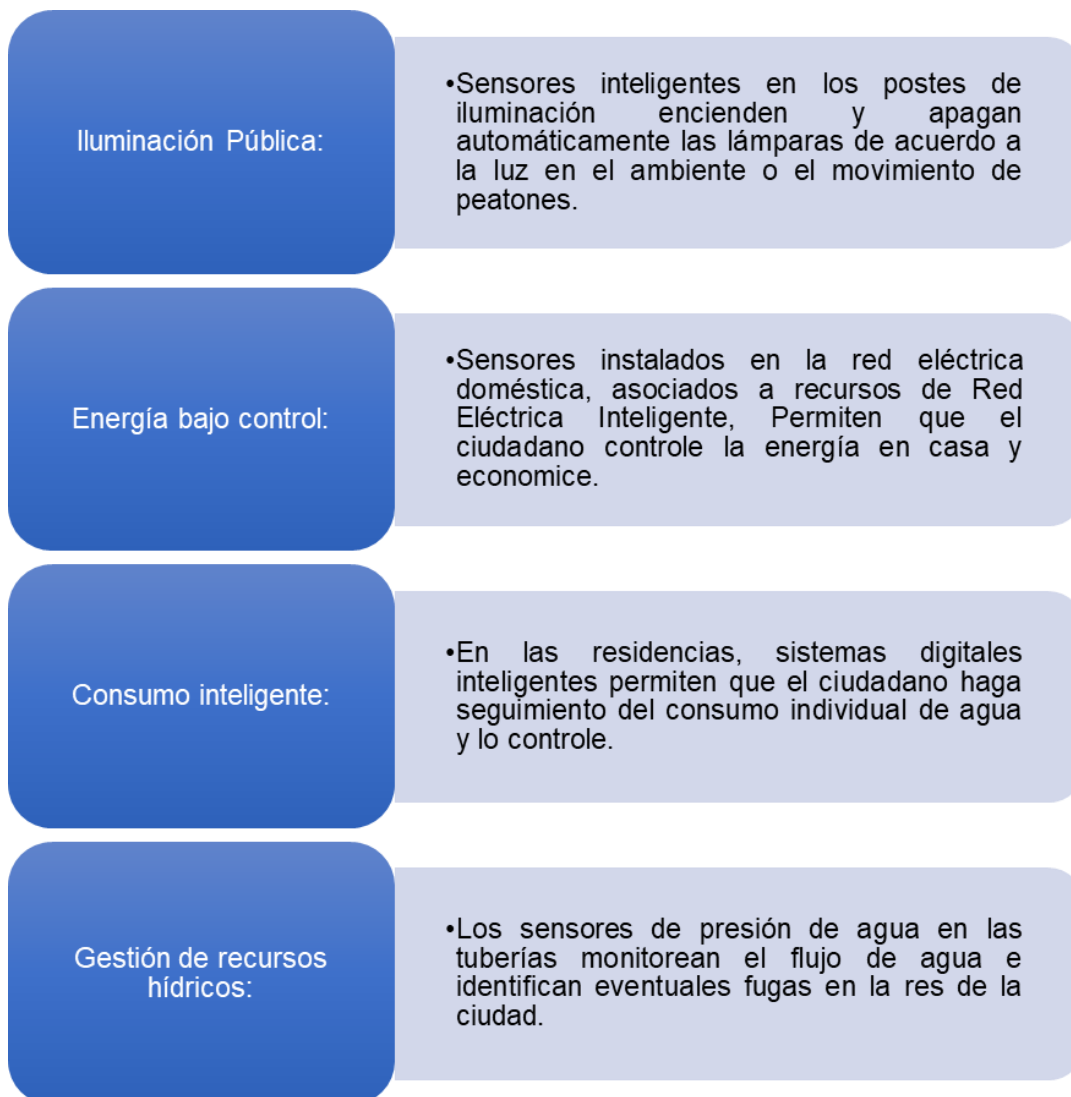 Iluminación Pública:
•Sensores inteligentes en los postes de
iluminación encienden y apagan
automáticamente las lámparas de acuerdo a
la luz en el ambiente o el movimiento de
peatones.
Energía bajo control:
•Sensores instalados en la red eléctrica
doméstica, asociados a recursos de Red
Eléctrica Inteligente, Permiten que el
ciudadano controle la energía en casa y
economice.
Consumo inteligente:
•En las residencias, sistemas digitales
inteligentes permiten que el ciudadano haga
seguimiento del consumo individual de agua
y lo controle.
Gestión de recursos
hídricos:
•Los sensores de presión de agua en las
tuberías monitorean el flujo de agua e
identifican eventuales fugas en la res de la
ciudad.